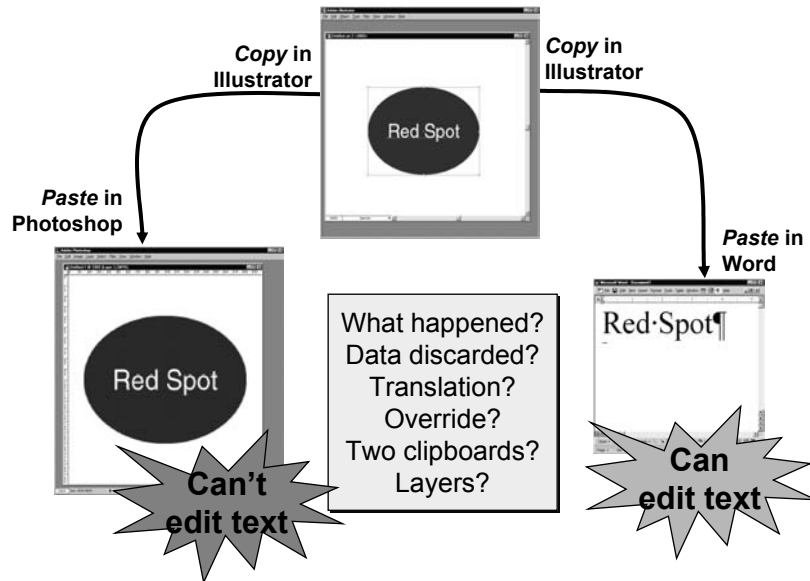 Copy in
Illustrator
Copy in
Illustrator
Red Spot
Paste in
Photoshop
Paste in
Word
Red Spot
Red·Spot¶
What happened?
Data discarded?
Translation?
Override?
Two clipboards?
Layers?
Can't
edit text
Can
edit text